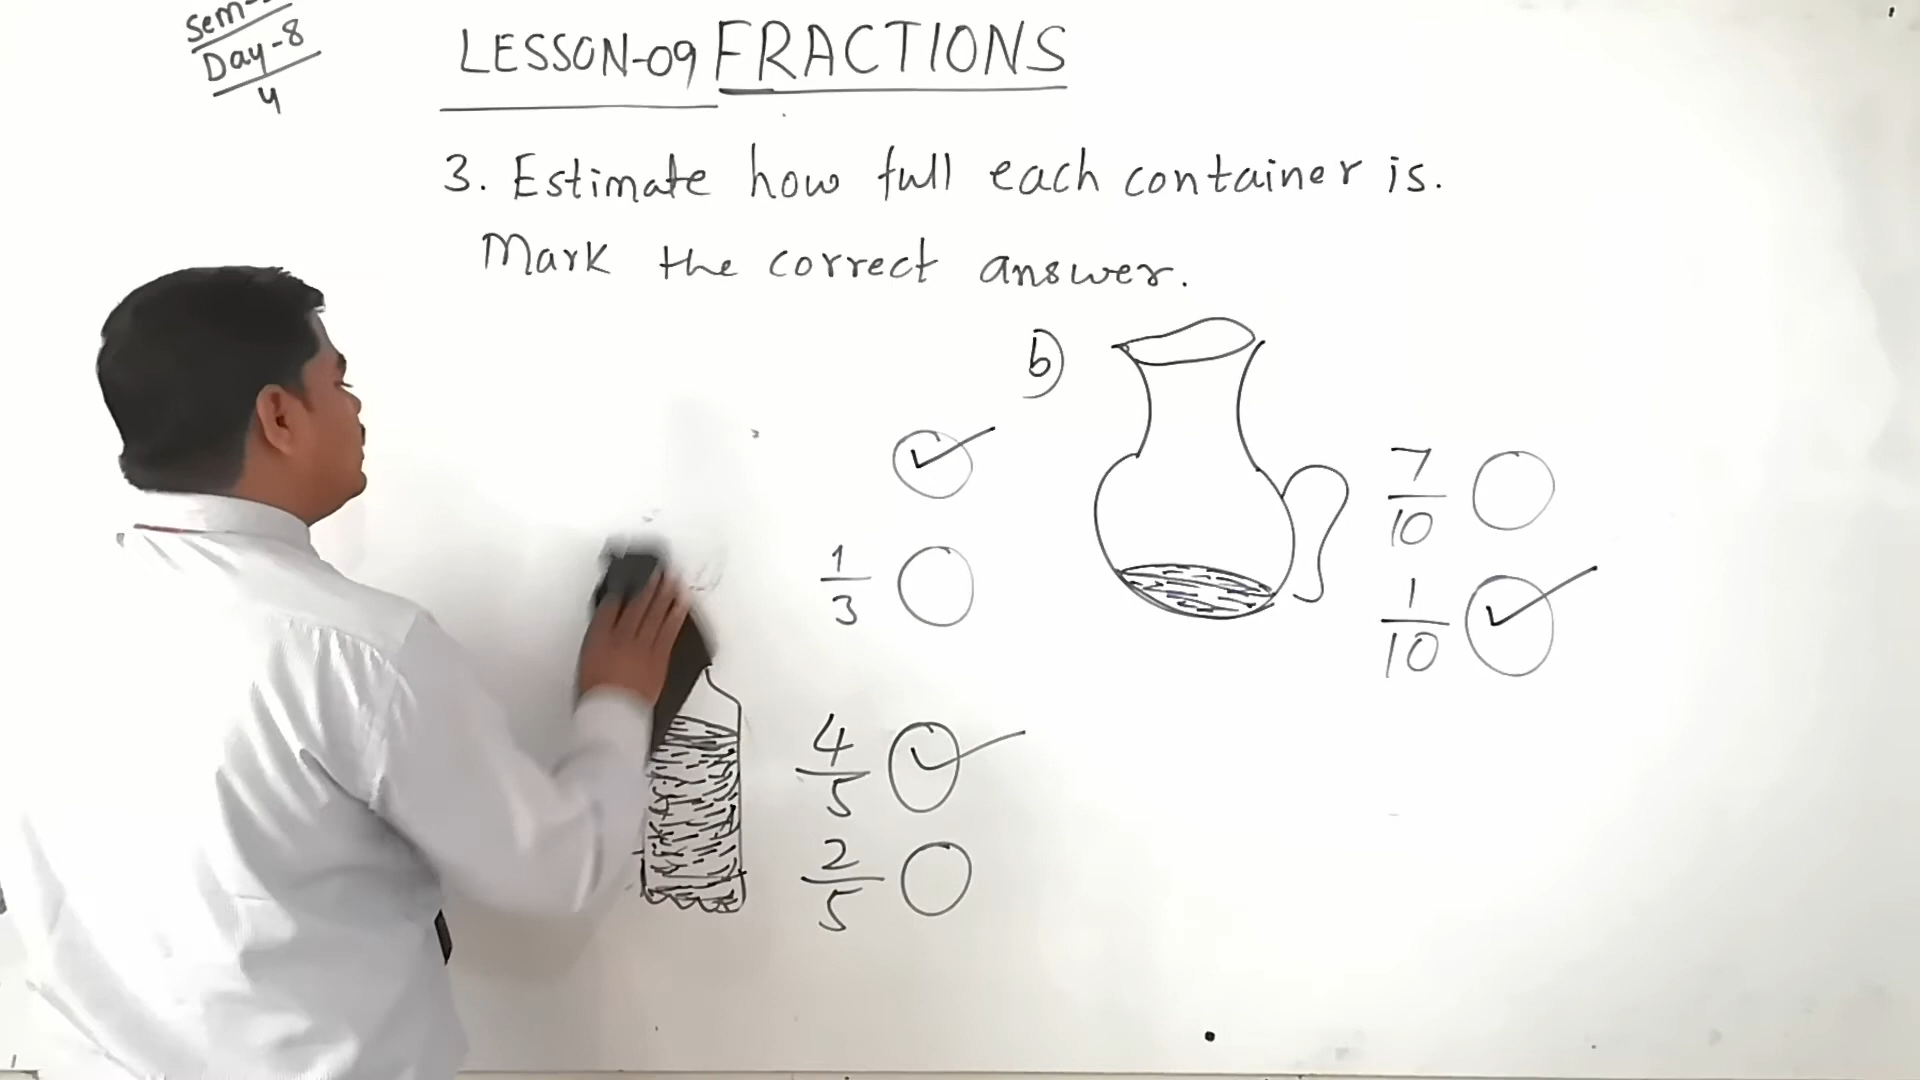 Day-8
4
LESSON-09 FRACTIONS
3. Estimate how full each container is.
Mark the correct answer.
b)
1/3
7/10
1/10
4/5
2/5